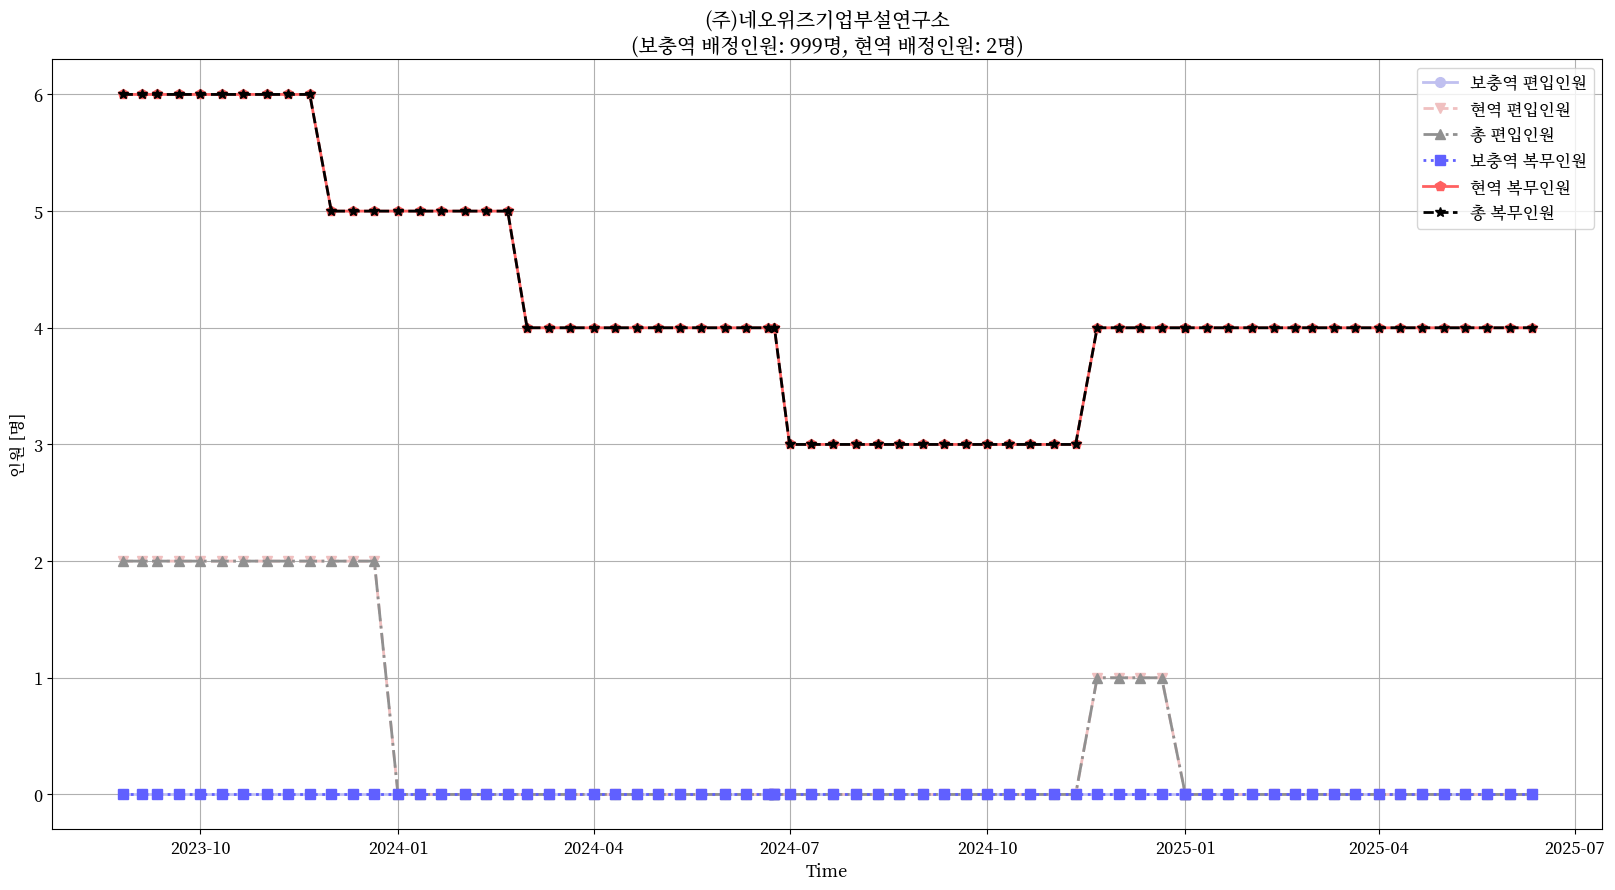 (주)네오위즈기업부설연구소
(보충역 배정인원: 999명, 현역 배정인원: 2명)
보충역 편입인원
현역 편입인원
총 편입인원
보충역 복무인원
현역 복무인원
총 복무인원
인원 [명]
6
5
4
3
2
1
0
2023-10
2024-01
2024-04
2024-07
2024-10
2025-01
2025-04
2025-07
Time